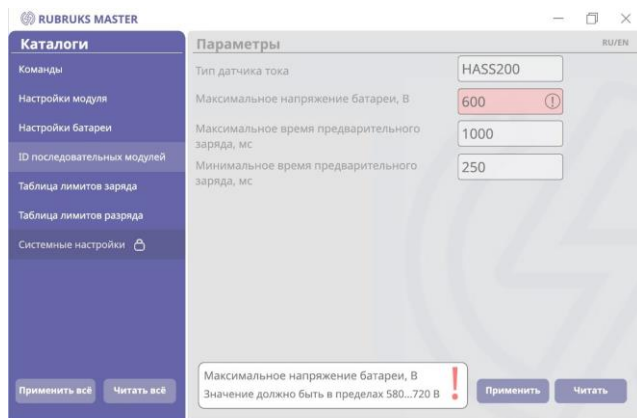 RUBRUKS MASTER
Каталоги
Команды
Настройки модуля
Настройки батареи
ID последовательных модулей
Таблица лимитов заряда
Таблица лимитов разряда
Системные настройки
Применить всё
Читать всё
Параметры
RU/EN
Тип датчика тока
HASS200
Максимальное напряжение батареи, В
600
Максимальное время предварительного
заряда, мс
1000
Минимальное время предварительного
заряда, мс
250
Максимальное напряжение батареи, В
Значение должно быть в пределах 580...720 В
Применить
Читать